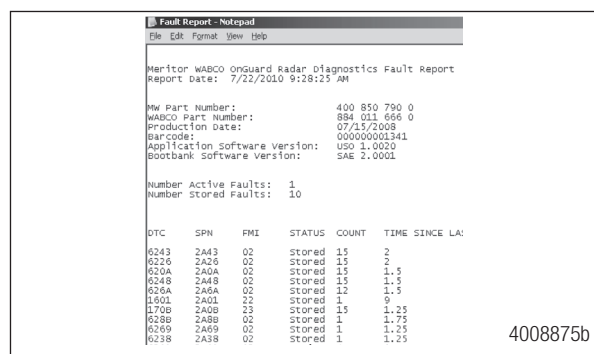 Fault Report - Notepad
File Edit Format View Help
Meritor WABCO OnGuard Radar Diagnostics Fault Report
Report Date: 7/22/2010 9:28:25 AM
MW Part Number: 400 850 790 0
WABCO Part Number: 884 011 666 0
Production Date: 07/15/2008
Barcode: 000000001341
Application Software Version: USO 1.0020
Bootbank Software Version: SAE 2.0001
Number Active Faults: 1
Number Stored Faults: 10
DTC SPN FMI STATUS COUNT TIME SINCE LAS
6243 2A43 02 Stored 15 2
6226 2A26 02 Stored 15 2
620A 2A0A 02 Stored 15 1.5
6248 2A48 02 Stored 15 1.5
626A 2A6A 02 Stored 12 1.5
1601 2A01 22 Stored 1 9
170B 2A0B 23 Stored 15 1.25
628B 2A8B 02 Stored 1 1.75
6269 2A69 02 Stored 1 1.25
6238 2A38 02 Stored 1 1.25
4008875b